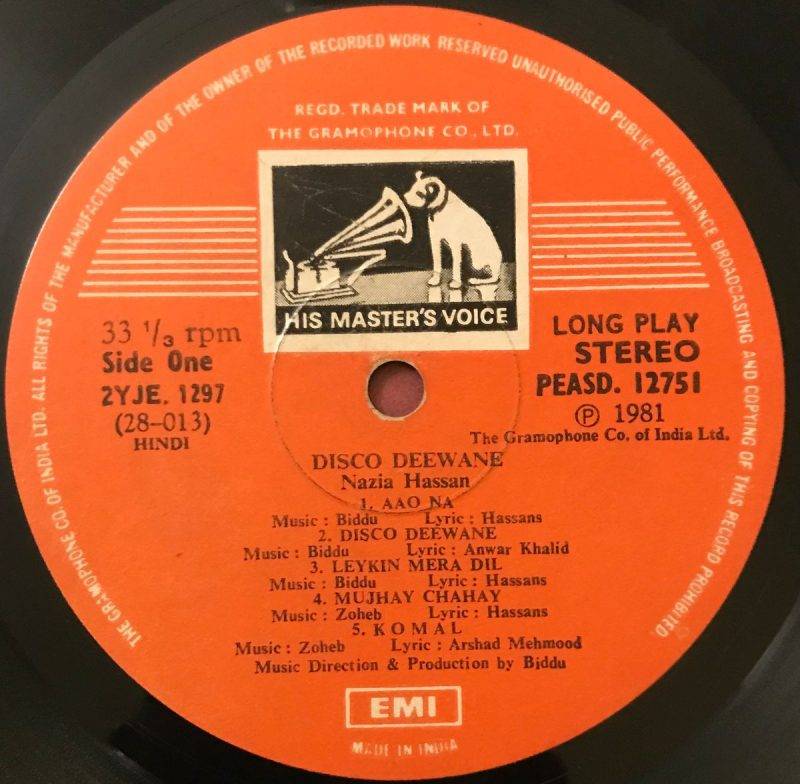 THE GRAMOPHONE CO. OF INDIA LTD. ALL RIGHTS OF THE MANUFACTURER AND OF THE OWNER OF THE RECORDED WORK RESERVED UNAUTHORISED PUBLIC PERFORMANCE BROADCASTING AND COPYING OF THIS RECORD PROHIBITED.
REGD. TRADE MARK OF
THE GRAMOPHONE CO., LTD.
HIS MASTER'S VOICE
33 1/3 rpm
Side One
2YJE. 1297
(28-013)
HINDI
LONG PLAY
STEREO
PEASD. 12751
Ⓟ 1981
The Gramophone Co. of India Ltd.
DISCO DEEWANE
Nazia Hassan
1. AAO NA
Music : Biddu Lyric : Hassans
2. DISCO DEEWANE
Music : Biddu Lyric : Anwar Khalid
3. LEYKIN MERA DIL
Music : Biddu Lyric : Hassans
4. MUJHAY CHAHAY
Music : Zoheb Lyric : Hassans
5. KOMAL
Music : Zoheb Lyric : Arshad Mehmood
Music Direction & Production by Biddu
EMI
MADE IN INDIA